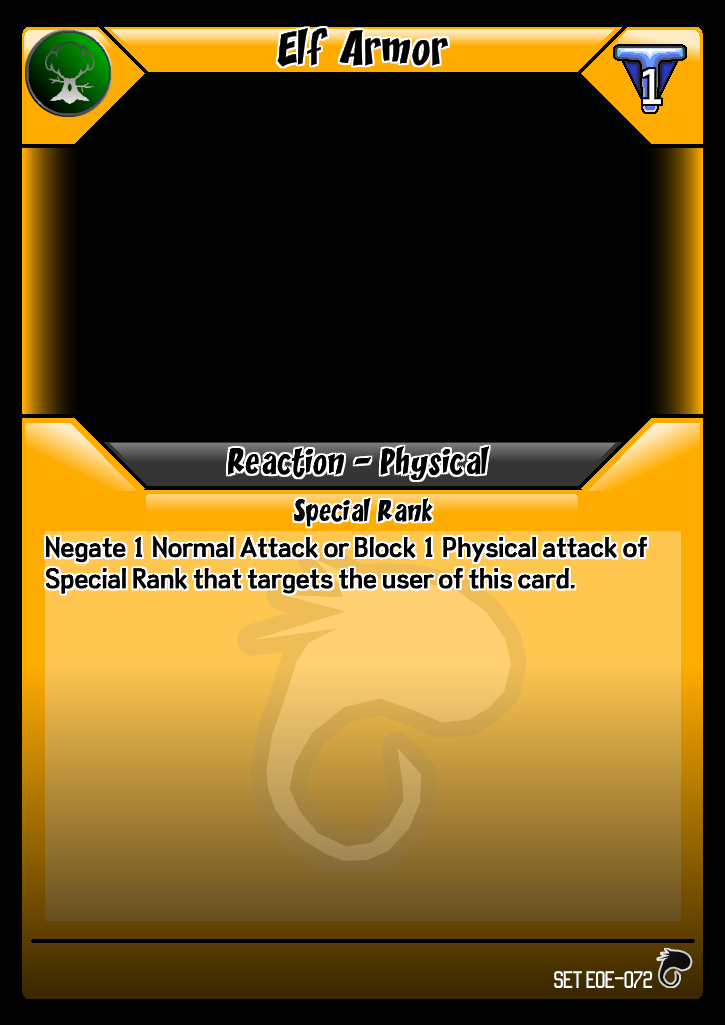 Elf Armor
1
Reaction - Physical
Special Rank
Negate 1 Normal Attack or Block 1 Physical attack of
Special Rank that targets the user of this card.
SET EOE-072